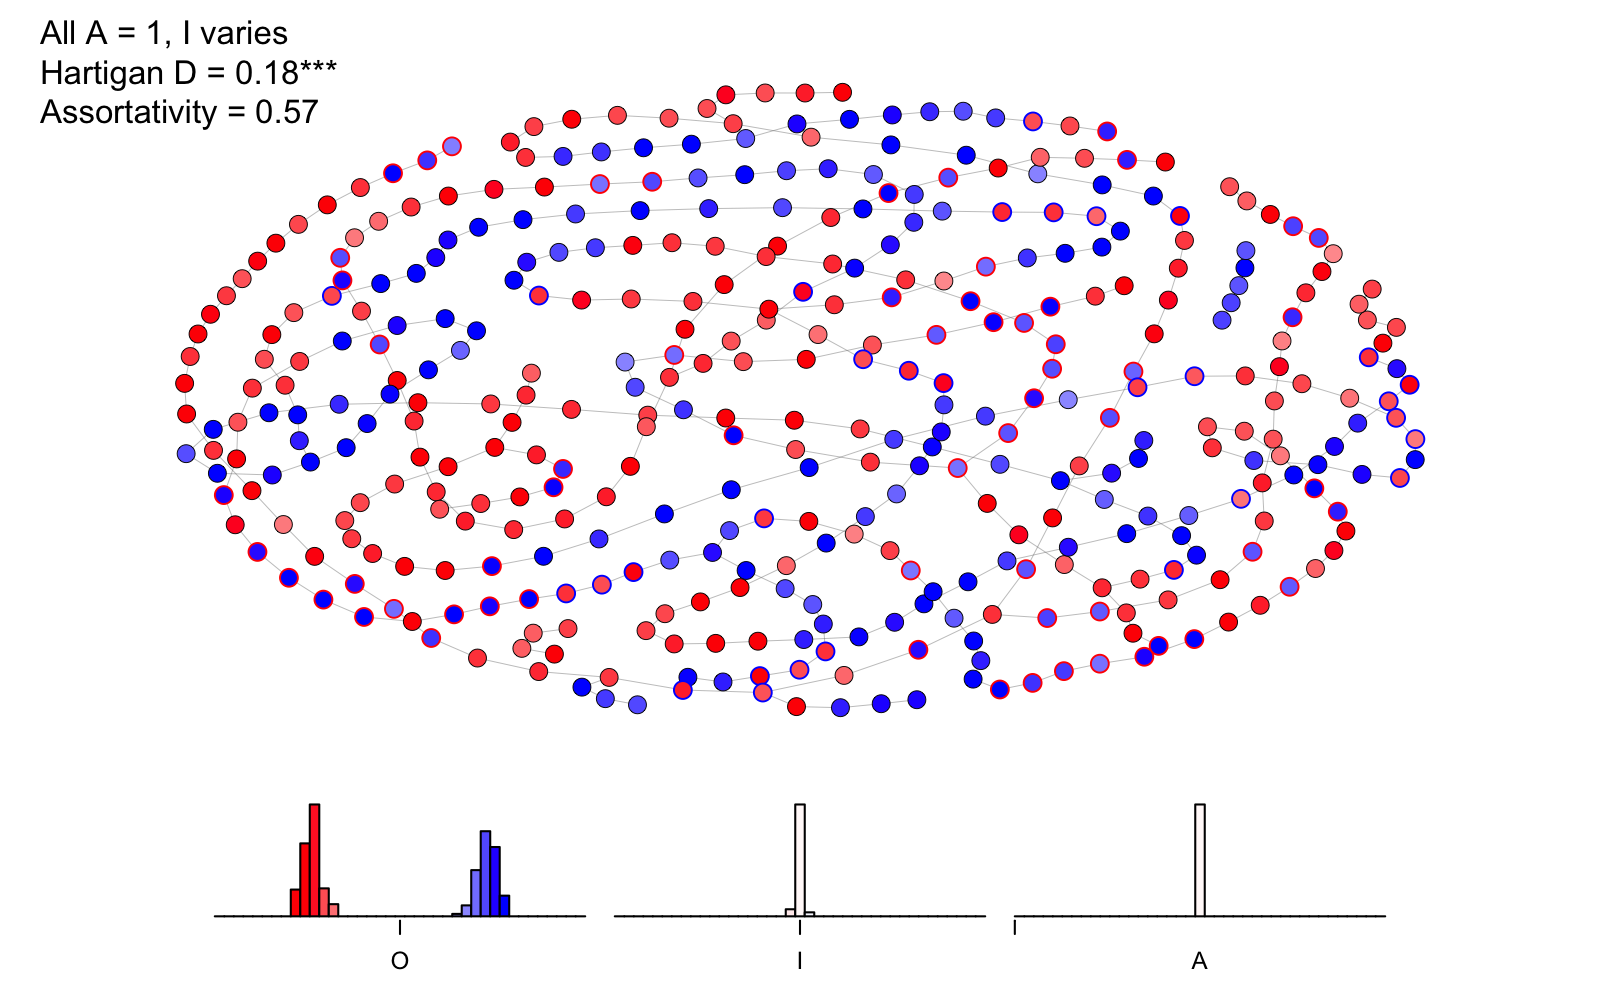 All A = 1, I varies
Hartigan D = 0.18***
Assortativity = 0.57
O
I
A